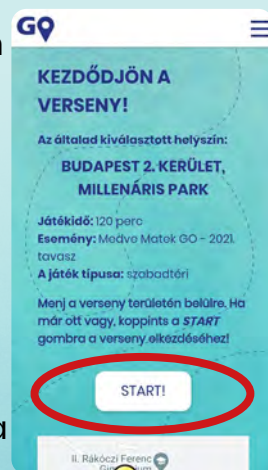 GO
KEZDŐDJÖN A
VERSENY!
Az általad kiválasztott helyszín:
BUDAPEST 2. KERÜLET,
MILLENÁRIS PARK
Játékidő: 120 perc
Esemény: Medve Matek GO - 2021.
tavasz
A játék típusa: szabadtéri
Menj a verseny területén belülre. Ha
már ott vagy, koppints a START
gombra a verseny elkezdéséhez!
START!
a
II. Rákóczi Ferenc